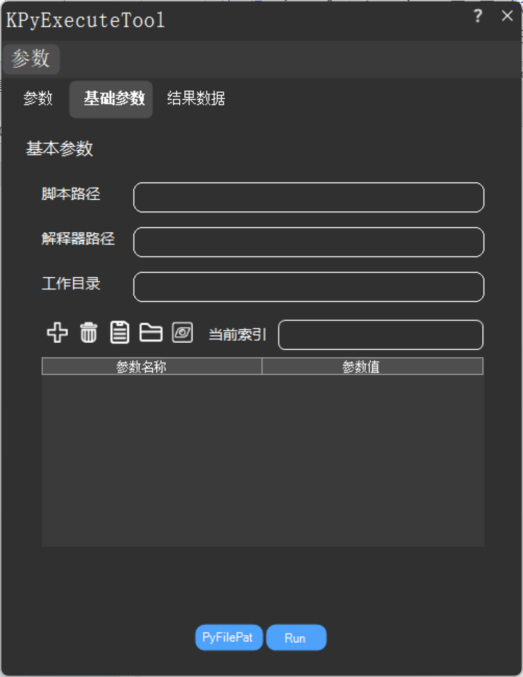 KPyExecuteTool ? ×
参数
参数 基础参数 结果数据
基本参数
脚本路径
解释器路径
工作目录
当前索引
参数名称 参数值
PyFilePat Run